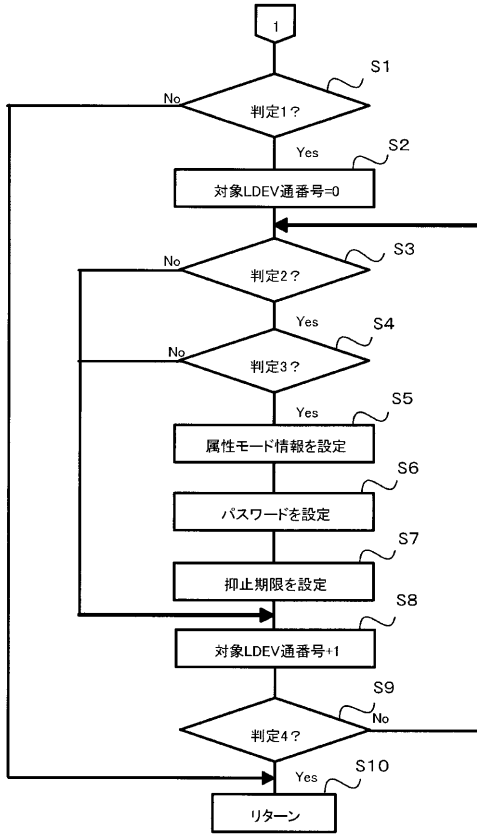 1
S1
No
判定1？
Yes
S2
対象LDEV通番号=0
S3
No
判定2？
Yes
S4
No
判定3？
Yes
S5
属性モード情報を設定
S6
パスワードを設定
S7
抑止期限を設定
S8
対象LDEV通番号+1
S9
No
判定4？
Yes
S10
リターン